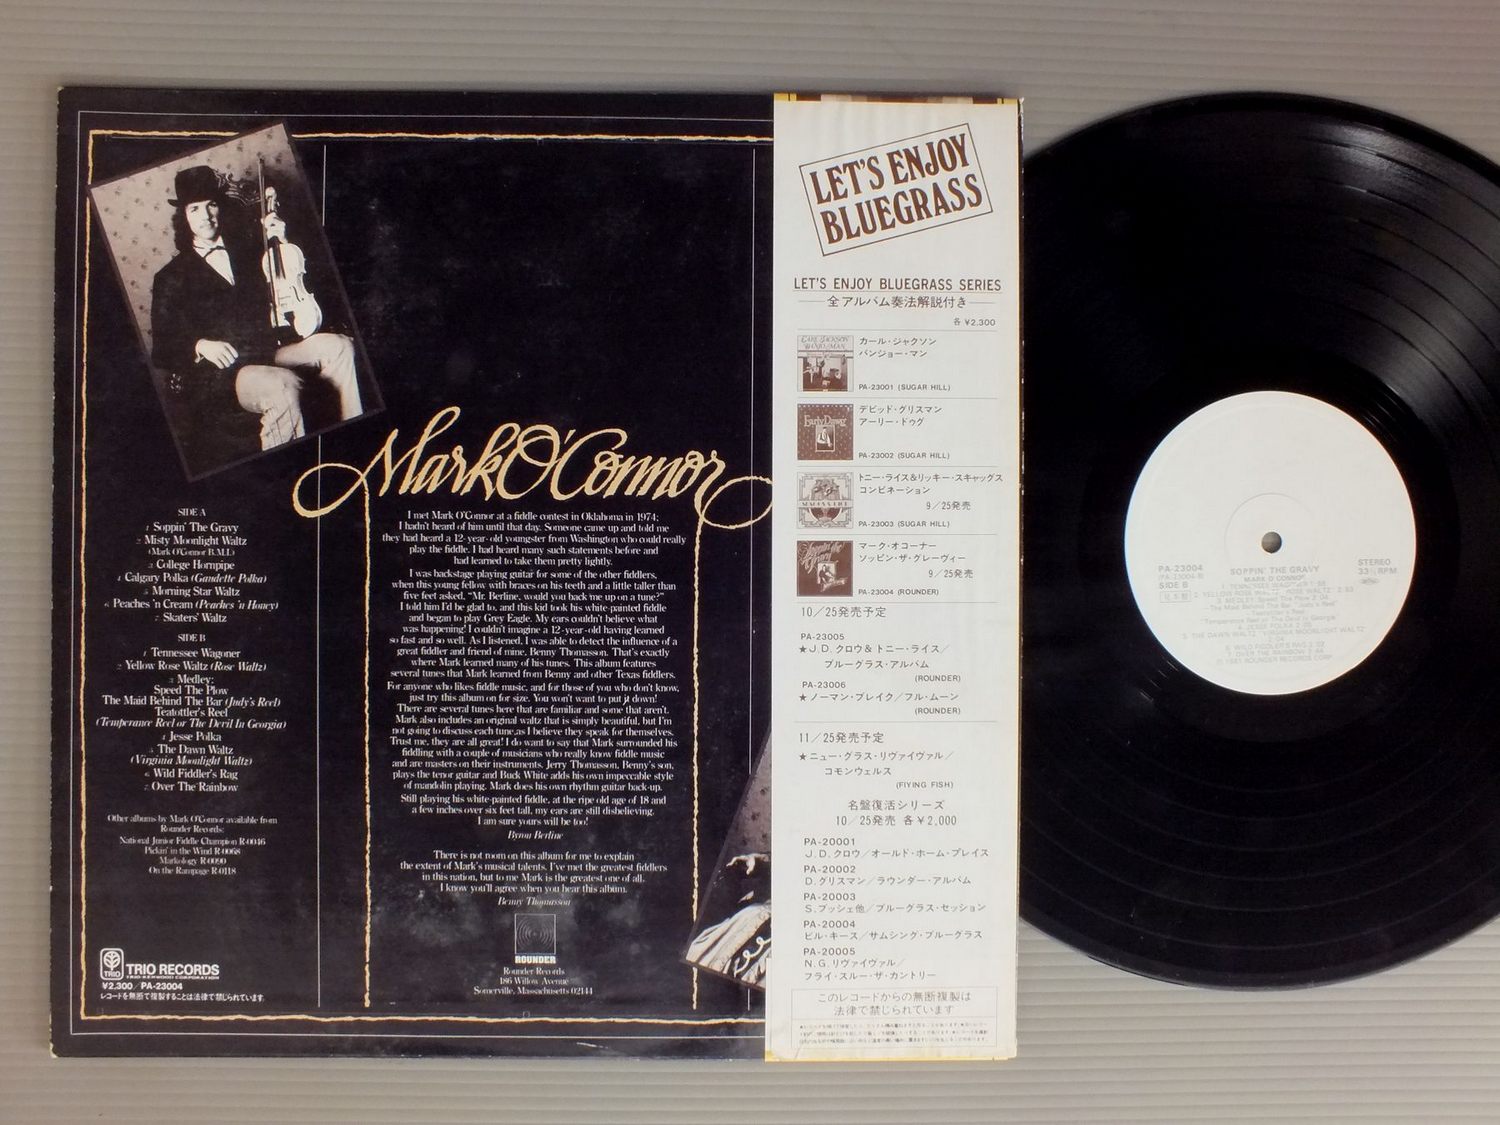 Mark O'Connor
SIDE A
1. Soppin' The Gravy
2. Misty Moonlight Waltz
(Mark O'Connor B.M.I.)
3. College Hornpipe
4. Calgary Polka (Gaudette Polka)
5. Morning Star Waltz
6. Peaches 'n Cream (Peaches 'n Honey)
7. Skaters' Waltz
SIDE B
1. Tennessee Wagoner
2. Yellow Rose Waltz (Rose Waltz)
3. Medley:
Speed The Plow
The Maid Behind The Bar (Judy's Reel)
Teatottler's Reel
(Temperance Reel or The Devil In Georgia)
4. Jesse Polka
5. The Dawn Waltz
(Virginia Moonlight Waltz)
6. Wild Fiddler's Rag
7. Over The Rainbow
Other albums by Mark O'Connor available from
Rounder Records:
National Junior Fiddle Champion R-0046
Pickin' in the Wind R-0068
Markology R-0090
On the Rampage R-0118
TRIO
TRIO RECORDS
TRIO KENWOOD CORPORATION
¥2,300/PA-23004
レコードを無断で複製することは法律で禁じられています
I met Mark O'Connor at a fiddle contest in Oklahoma in 1974;
I hadn't heard of him until that day. Someone came up and told me
they had heard a 12-year-old youngster from Washington who could really
play the fiddle. I had heard many such statements before and
had learned to take them pretty lightly.
I was backstage playing guitar for some of the other fiddlers,
when this young fellow with braces on his teeth and a little taller than
five feet asked, "Mr. Berline, would you back me up on a tune?"
I told him I'd be glad to, and this kid took his white-painted fiddle
and began to play Grey Eagle. My ears couldn't believe what
was happening! I couldn't imagine a 12-year-old having learned
so fast and so well. As I listened, I was able to detect the influence of a
great fiddler and friend of mine, Benny Thomasson. That's exactly
where Mark learned many of his tunes. This album features
several tunes that Mark learned from Benny and other Texas fiddlers.
For anyone who likes fiddle music, and for those of you who don't know,
just try this album on for size. You won't want to put it down!
There are several tunes here that are familiar and some that aren't.
Mark also includes an original waltz that is simply beautiful, but I'm
not going to discuss each tune, as I believe they speak for themselves.
Trust me, they are all great! I do want to say that Mark surrounded his
fiddling with a couple of musicians who really know fiddle music
and are masters on their instruments. Jerry Thomasson, Benny's son,
plays the tenor guitar and Buck White adds his own impeccable style
of mandolin playing. Mark does his own rhythm guitar back-up.
Still playing his white-painted fiddle, at the ripe old age of 18 and
a few inches over six feet tall, my ears are still disbelieving.
I am sure yours will be too!
Byron Berline
There is not room on this album for me to explain
the extent of Mark's musical talents. I've met the greatest fiddlers
in this nation, but to me Mark is the greatest one of all.
I know you'll agree when you hear this album.
Benny Thomasson
ROUNDER
Rounder Records
186 Willow Avenue
Somerville, Massachusetts 02144
LET'S ENJOY
BLUEGRASS
LET'S ENJOY BLUEGRASS SERIES
全アルバム奏法解説付き
各¥2,300
カール・ジャクソン
バンジョー・マン
PA-23001 (SUGAR HILL)
デビッド・グリスマン
アーリー・ドゥグ
PA-23002 (SUGAR HILL)
トニー・ライス&リッキー・スキャッグス
コンビネーション
9/25発売
PA-23003 (SUGAR HILL)
マーク・オコーナー
ソッピン・ザ・グレーヴィー
9/25発売
PA-23004 (ROUNDER)
10/25発売予定
PA-23005
★J.D.クロウ&トニー・ライス/
ブルーグラス・アルバム
(ROUNDER)
PA-23006
★ノーマン・ブレイク/フル・ムーン
(ROUNDER)
11/25発売予定
★ニュー・グラス・リヴァイヴァル/
コモンウェルス
(FIYING FISH)
名盤復活シリーズ
10/25発売 各¥2,000
PA-20001
J.D.クロウ/オールド・ホーム・プレイス
PA-20002
D.グリスマン/ラウンダー・アルバム
PA-20003
S.ブッシェ他/ブルーグラス・セッション
PA-20004
ビル・キース/サムシング・ブルーグラス
PA-20005
N.G.リヴァイヴァル/
フライ・スルー・ザ・カントリー
このレコードからの無断複製は
法律で禁じられています
PA-23004
(PA-23004-B)
SIDE B
見本盤
SOPPIN' THE GRAVY
MARK O'CONNOR
STEREO
33⅓ RPM
4. JESSE POLKA
6. WILD FIDDLER'S RAG
7. OVER THE RAINBOW
℗ 1981 ROUNDER RECORDS CORP.